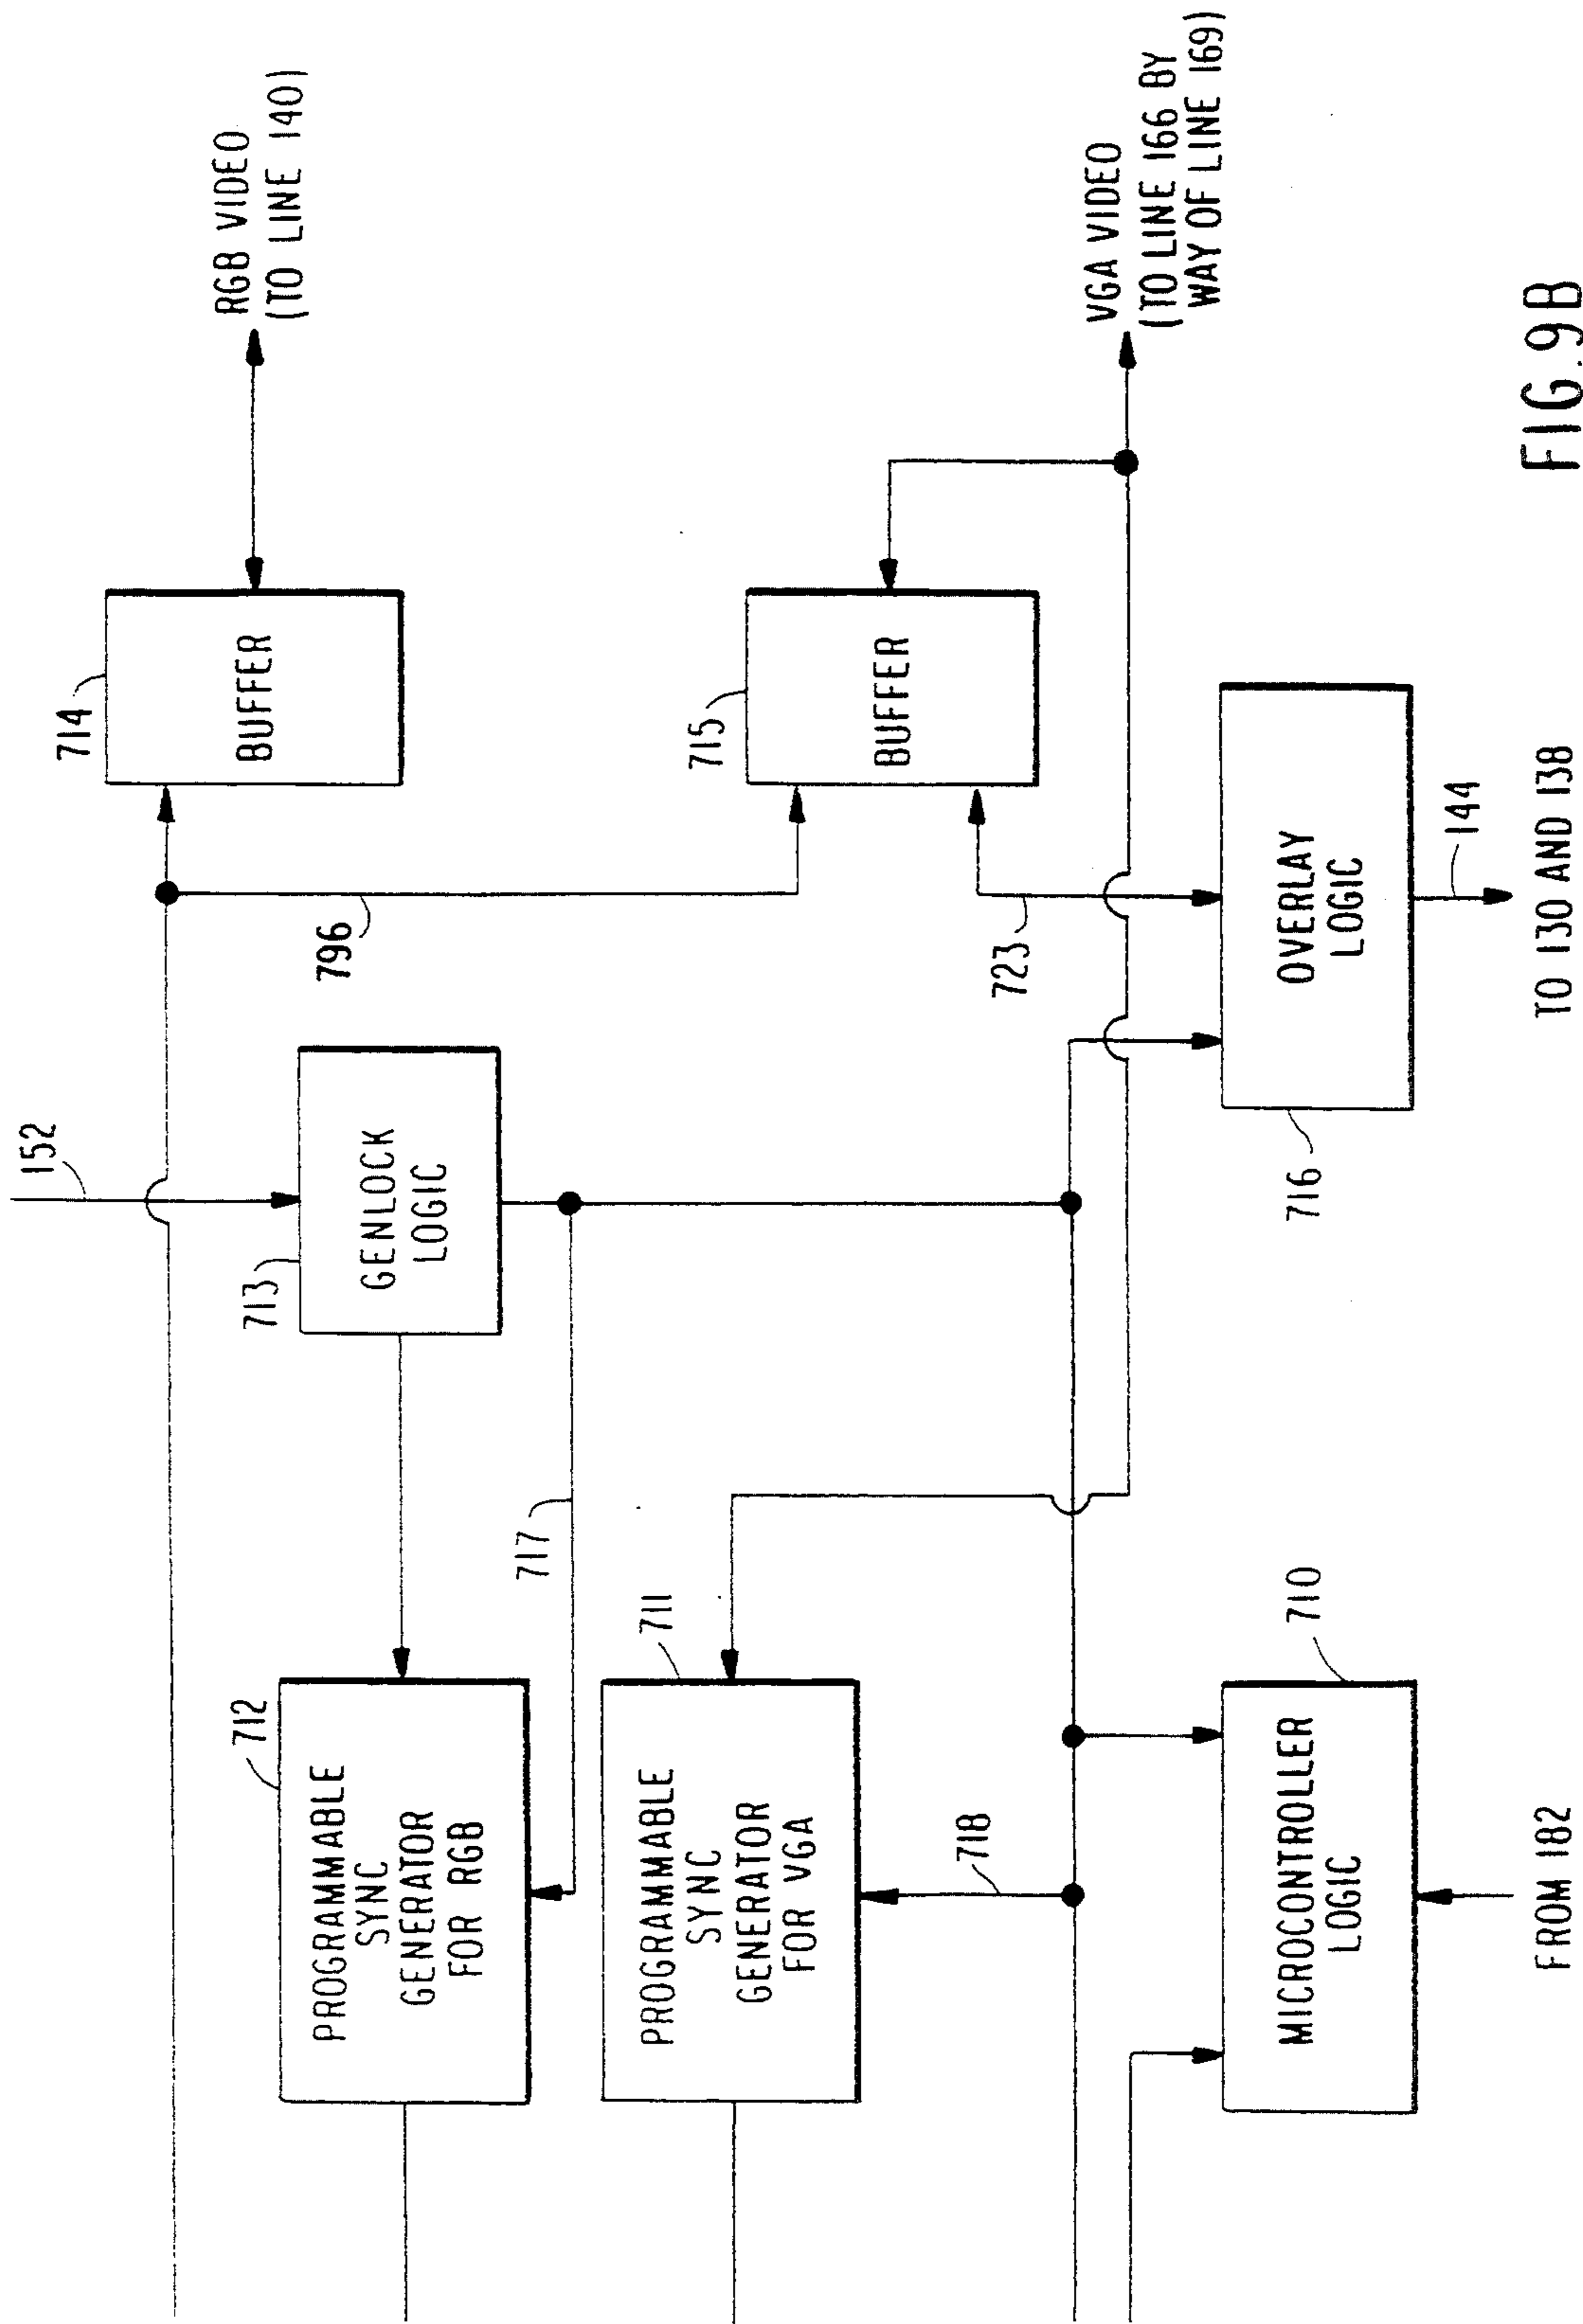 152
RGB VIDEO
(TO LINE 140)
714
BUFFER
796
713
GENLOCK
LOGIC
712
PROGRAMMABLE
SYNC
GENERATOR
FOR RGB
717
711
PROGRAMMABLE
SYNC
GENERATOR
FOR VGA
715
BUFFER
723
VGA VIDEO
(TO LINE 166 BY
WAY OF LINE 169)
718
710
MICROCONTROLLER
LOGIC
FROM 182
716
OVERLAY
LOGIC
144
TO 130 AND 138
FIG. 9B